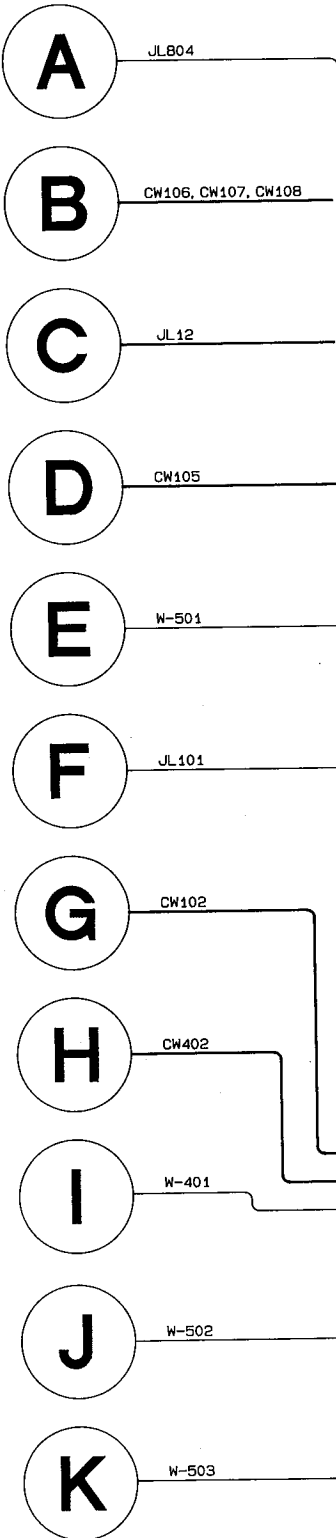 A JL804
B CW106, CW107, CW108
C JL12
D CW105
E W-501
F JL101
G CW102
H CW402
I W-401
J W-502
K W-503